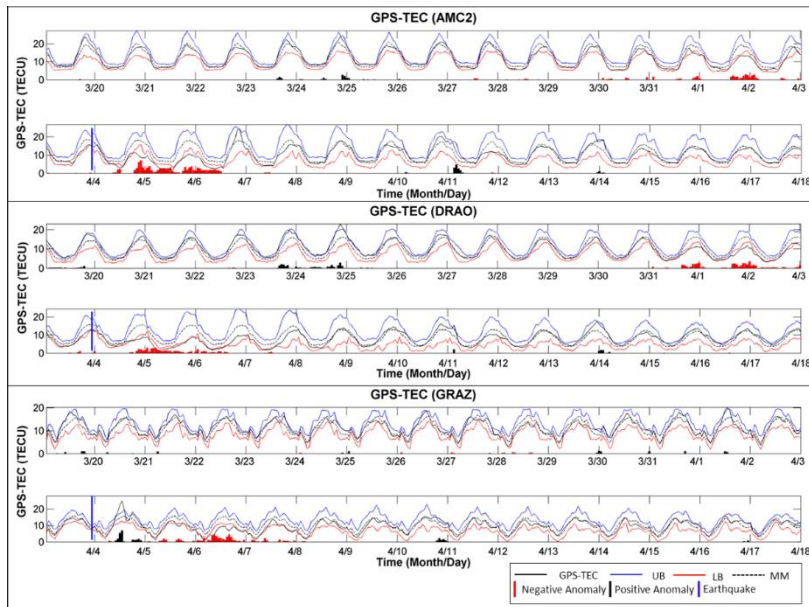 GPS-TEC (AMC2)
20
10
0
3/20 3/21 3/22 3/23 3/24 3/25 3/26 3/27 3/28 3/29 3/30 3/31 4/1 4/2 4/3
20
10
0
4/4 4/5 4/6 4/7 4/8 4/9 4/10 4/11 4/12 4/13 4/14 4/15 4/16 4/17 4/18
GPS-TEC (TECU)
Time (Month/Day)
GPS-TEC (DRAO)
20
10
0
3/20 3/21 3/22 3/23 3/24 3/25 3/26 3/27 3/28 3/29 3/30 3/31 4/1 4/2 4/3
20
10
0
4/4 4/5 4/6 4/7 4/8 4/9 4/10 3/27 3/28 3/29 3/30 4/15 4/16 4/17 4/18
GPS-TEC (TECU)
Time (Month/Day)
GPS-TEC (GRAZ)
20
10
0
3/20 3/21 3/22 3/23 3/24 3/25 3/26 3/27 3/28 3/29 3/30 3/31 4/1 4/2 4/3
20
10
0
4/4 4/5 4/6 4/7 4/8 4/9 4/10 4/11 4/12 4/13 4/14 4/15 4/16 4/17 4/18
GPS-TEC (TECU)
Time (Month/Day)
GPS-TEC UB LB MM
Negative Anomaly Positive Anomaly Earthquake